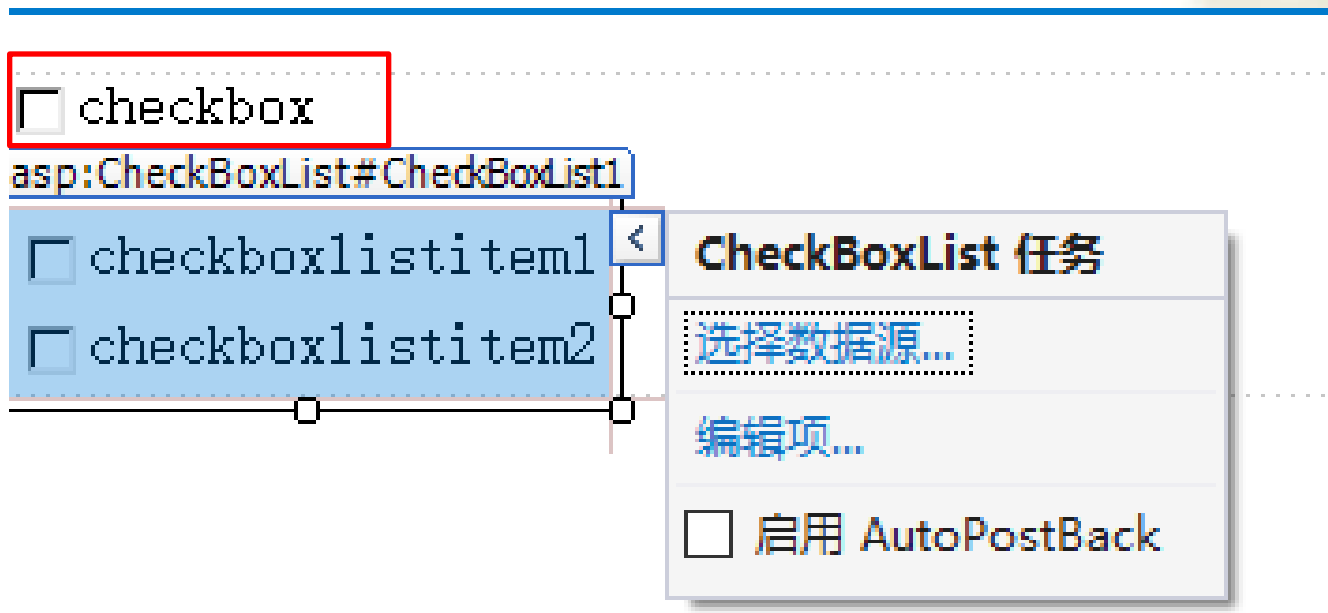 checkbox
asp:CheckBoxList#CheckBoxList1
checkboxlistitem1
checkboxlistitem2
<
CheckBoxList 任务
选择数据源...
编辑项...
启用 AutoPostBack